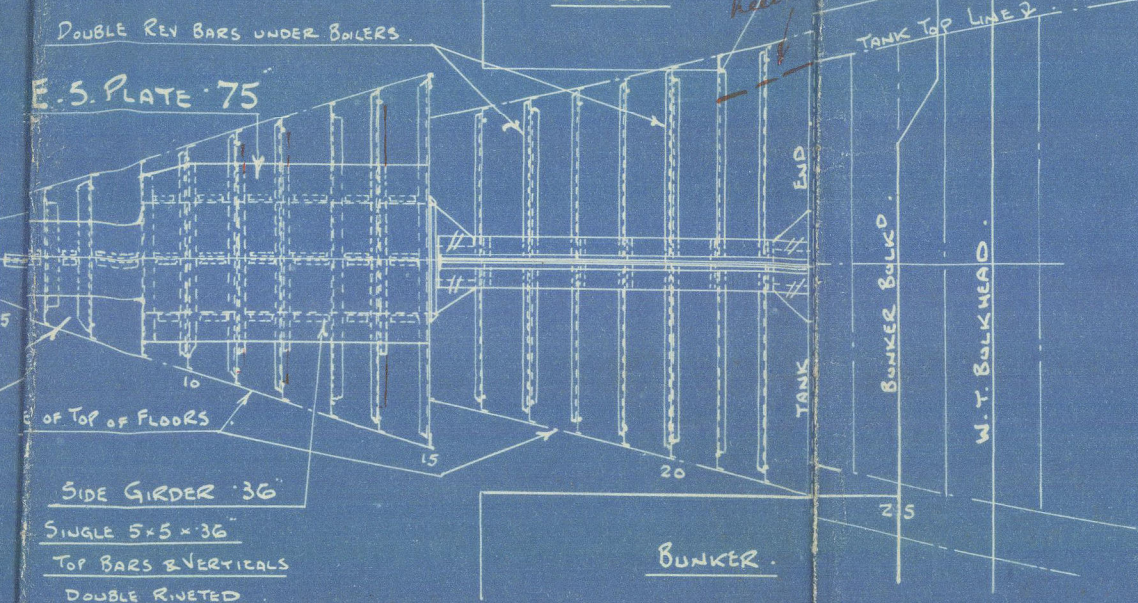 DOUBLE REV BARS UNDER BOILERS.
TANK TOP LINE
E.S. PLATE ·75"
END
TANK
BUNKER BULKD.
W.T. BULKHEAD.
5
10
15
20
25
OF TOP OF FLOORS
SIDE GIRDER ·36"
SINGLE 5×5×·36"
TOP BARS & VERTICALS
DOUBLE RIVETED
BUNKER.